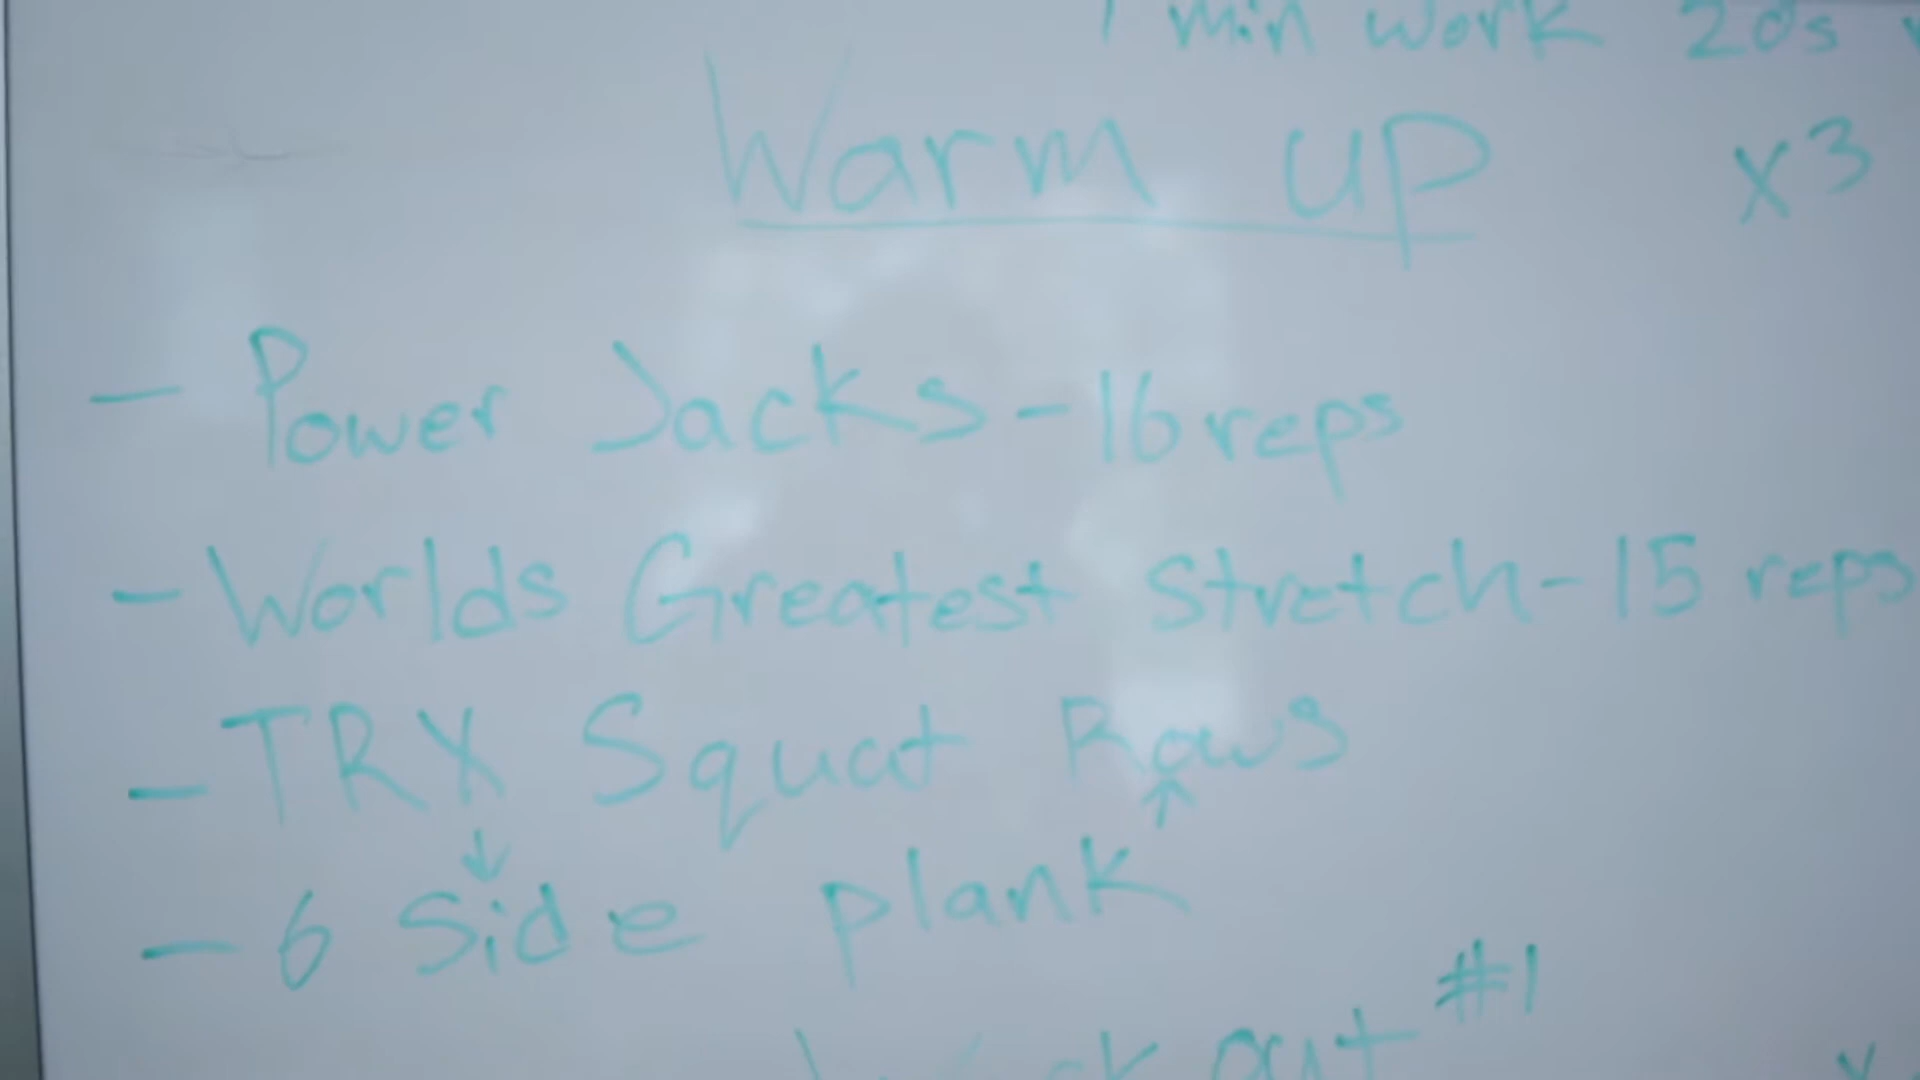 1 min work 20s
Warm up x3
- Power Jacks - 16 reps
- Worlds Greatest Stretch - 15 reps
- TRX Squat Rows
↓ ↑
- 6 Side plank
#1